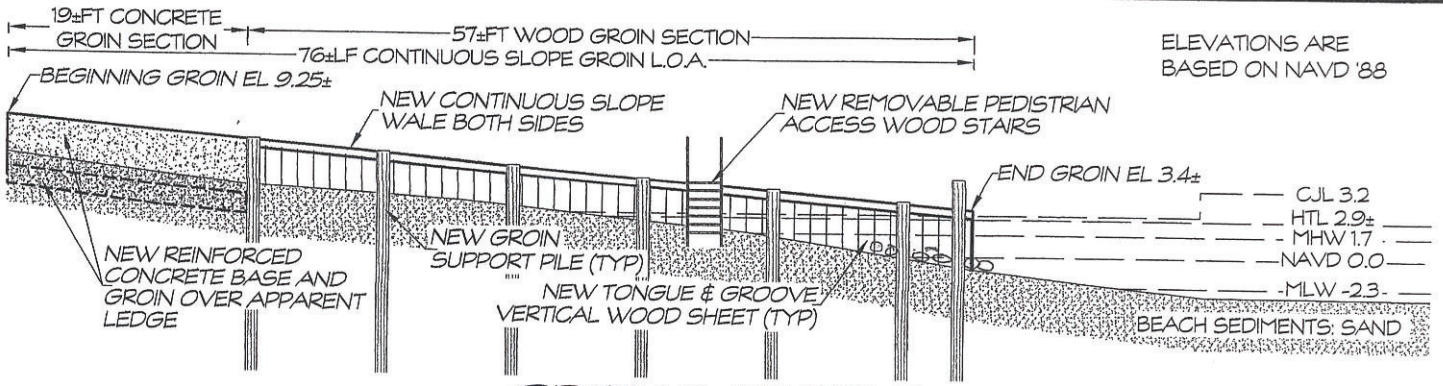 19±FT CONCRETE
GROIN SECTION
57±FT WOOD GROIN SECTION
76±LF CONTINUOUS SLOPE GROIN L.O.A.
ELEVATIONS ARE
BASED ON NAVD '88
BEGINNING GROIN EL 9.25±
NEW CONTINUOUS SLOPE
WALE BOTH SIDES
NEW REMOVABLE PEDISTRIAN
ACCESS WOOD STAIRS
END GROIN EL 3.4±
CJL 3.2
HTL 2.9±
MHW 1.7
NAVD 0.0
MLW -2.3
NEW REINFORCED
CONCRETE BASE AND
GROIN OVER APPARENT
LEDGE
NEW GROIN
SUPPORT PILE (TYP)
NEW TONGUE & GROOVE
VERTICAL WOOD SHEET (TYP)
BEACH SEDIMENTS: SAND